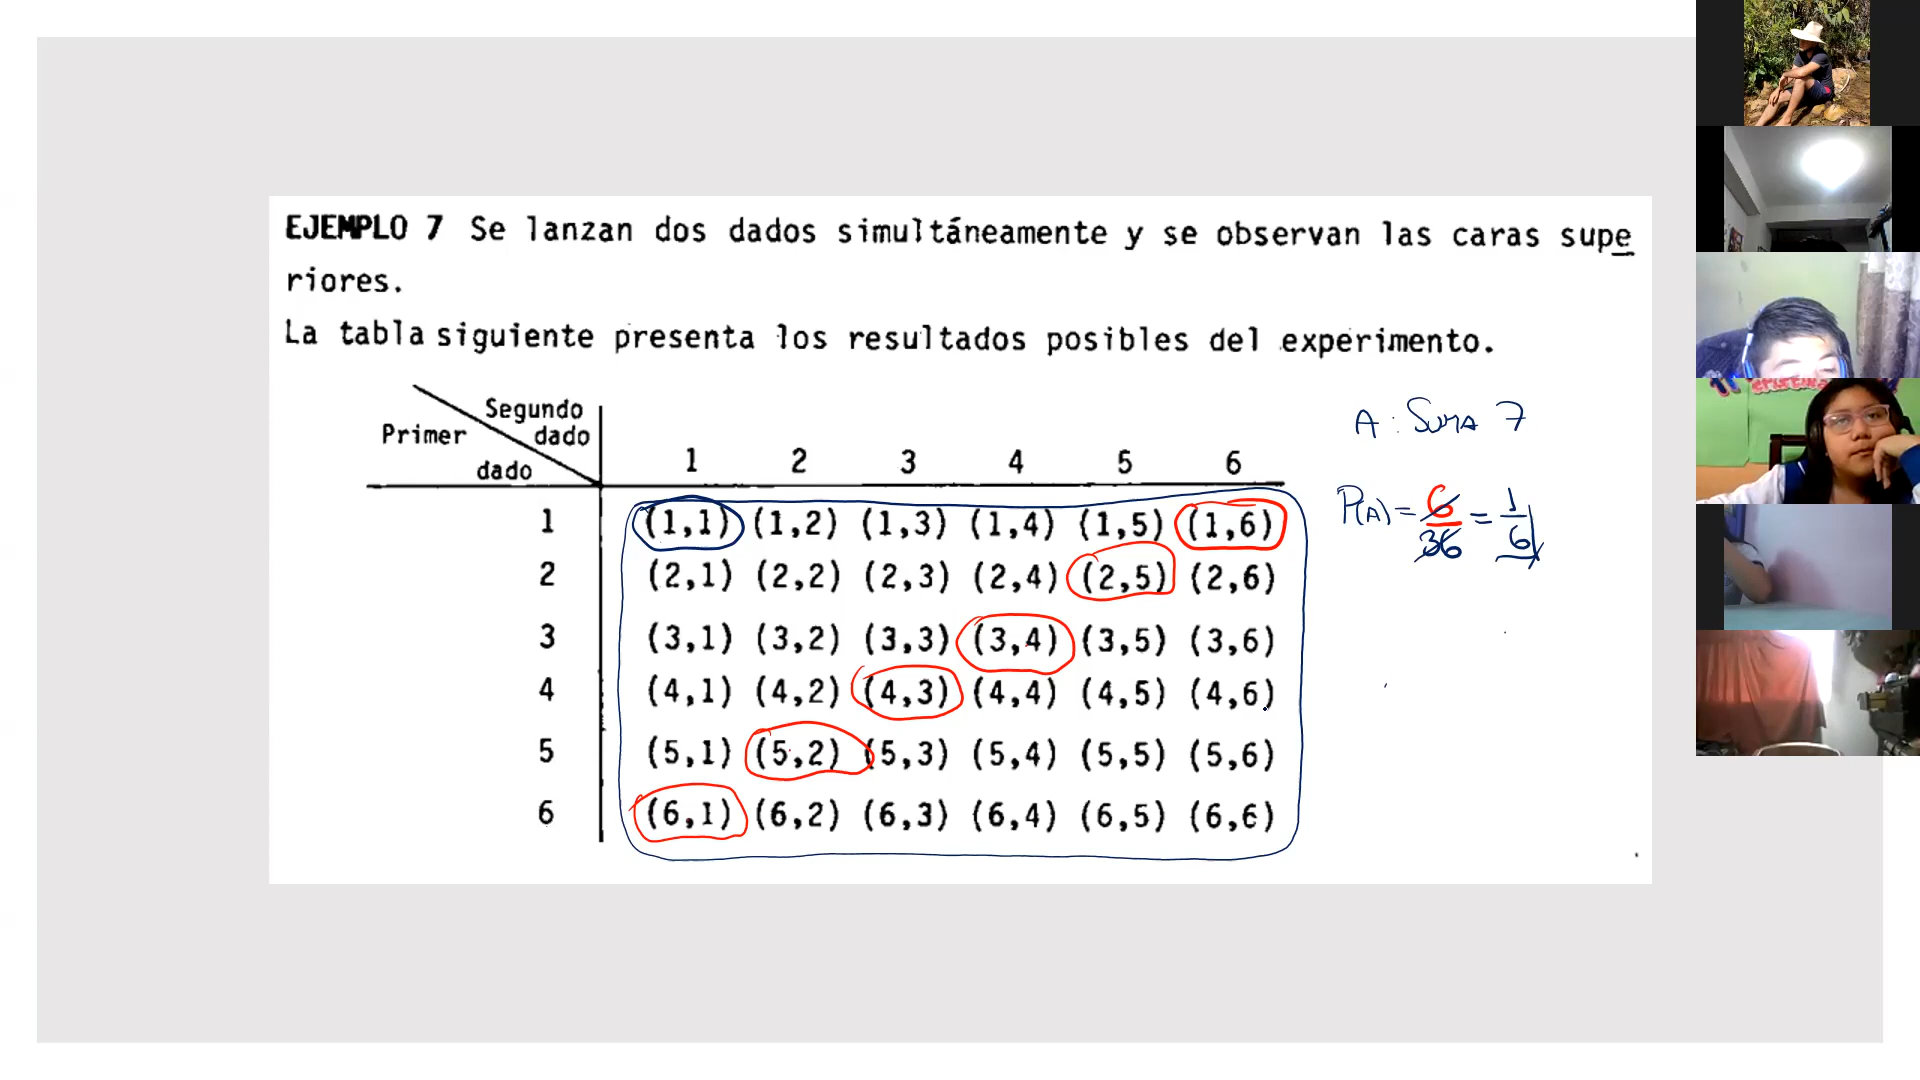 EJEMPLO 7 Se lanzan dos dados simultáneamente y se observan las caras supe
riores.
La tabla siguiente presenta los resultados posibles del experimento.
Segundo
dado
Primer
dado
1 2 3 4 5 6
1 (1,1) (1,2) (1,3) (1,4) (1,5) (1,6)
2 (2,1) (2,2) (2,3) (2,4) (2,5) (2,6)
3 (3,1) (3,2) (3,3) (3,4) (3,5) (3,6)
4 (4,1) (4,2) (4,3) (4,4) (4,5) (4,6)
5 (5,1) (5,2) (5,3) (5,4) (5,5) (5,6)
6 (6,1) (6,2) (6,3) (6,4) (6,5) (6,6)
A : Suma 7
P(A) = 6/36 = 1/6